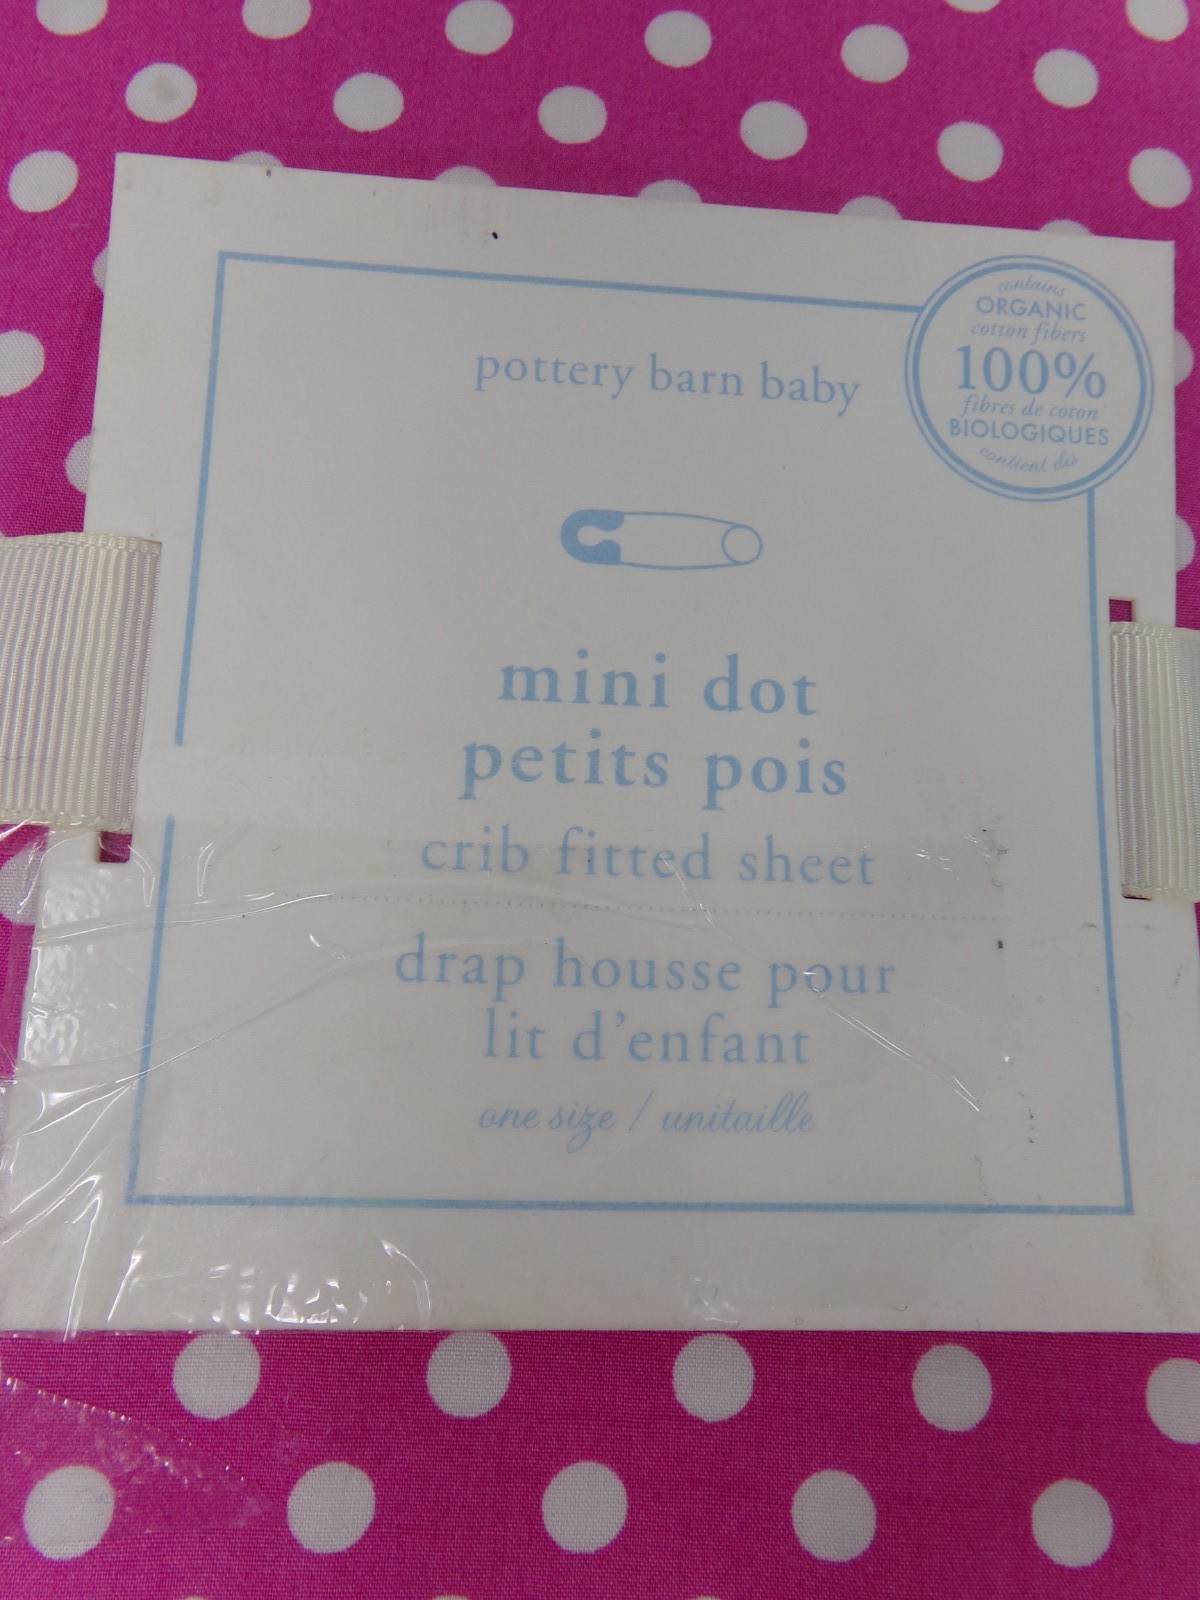 contains
ORGANIC
cotton fibers
100%
fibres de coton
BIOLOGIQUES
contient des
pottery barn baby
mini dot
petits pois
crib fitted sheet
drap housse pour
lit d'enfant
one size / unitaille